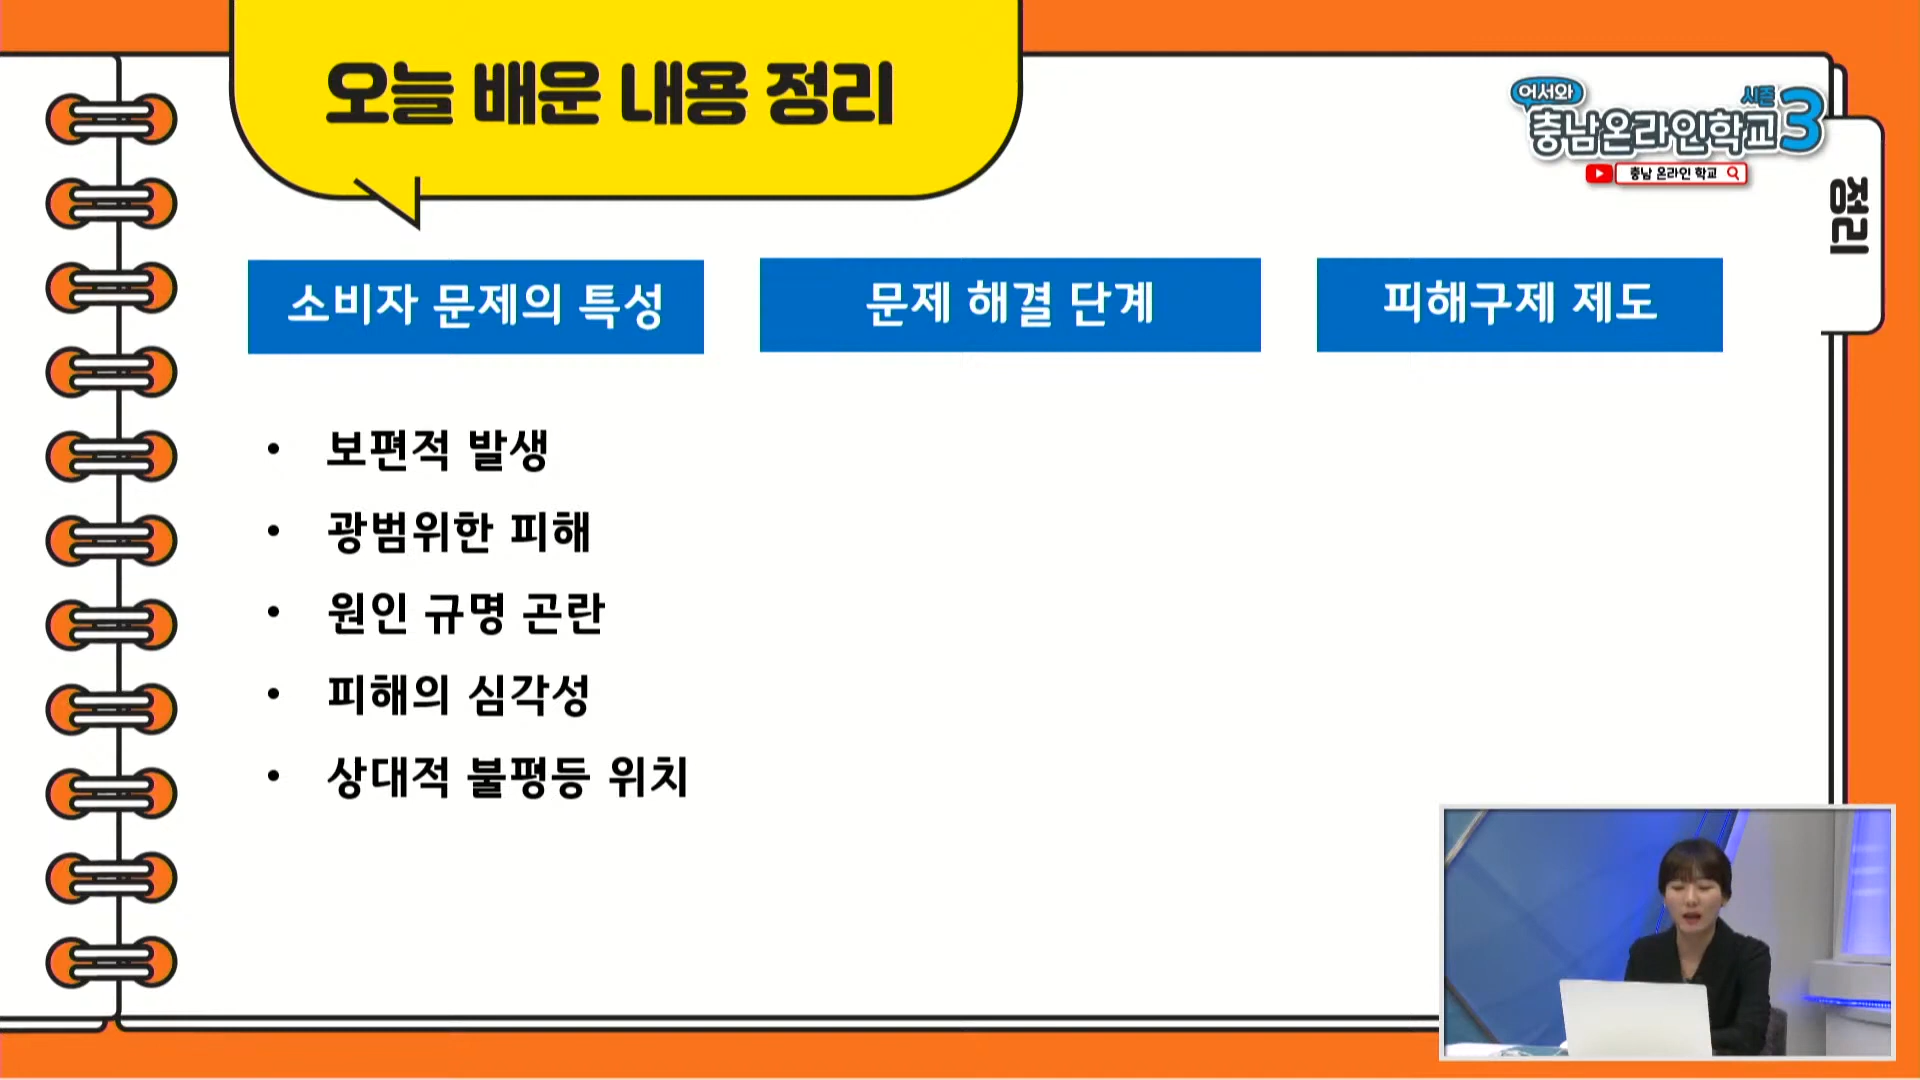 오늘 배운 내용 정리
어서와
시즌
충남온라인학교3
충남 온라인 학교
정리
소비자 문제의 특성
문제 해결 단계
피해구제 제도
• 보편적 발생
• 광범위한 피해
• 원인 규명 곤란
• 피해의 심각성
• 상대적 불평등 위치